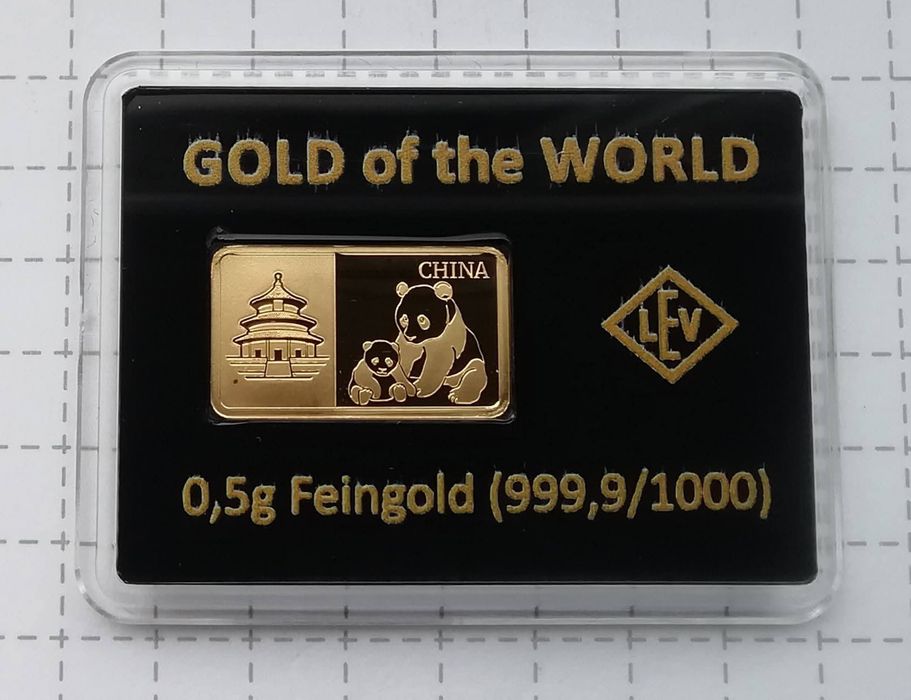 GOLD of the WORLD
CHINA
LEV
0,5g Feingold (999,9/1000)